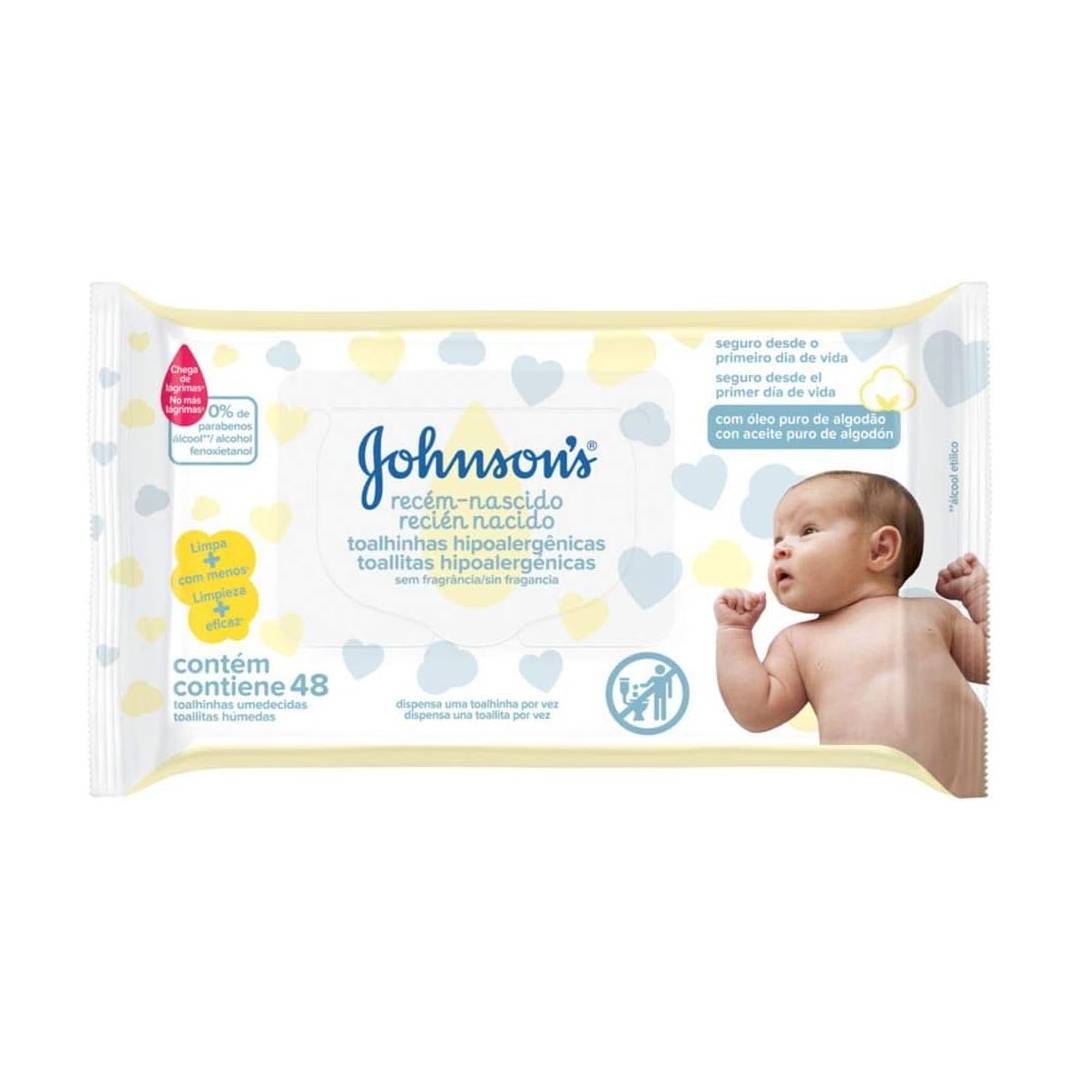 Chega
de
lágrimas*
No más
lágrimas*
0% de
parabenos
álcool**/ alcohol
fenoxietanol
Johnson's®
recém-nascido
recién nacido
toalhinhas hipoalergênicas
toallitas hipoalergénicas
sem fragrância/sin fragancia
seguro desde o
primeiro dia de vida
seguro desde el
primer día de vida
com óleo puro de algodão
con aceite puro de algodón
**álcool etílico
Limpa
+
com menos
Limpieza
+
eficaz
contém
contiene 48
toalhinhas umedecidas
toallitas húmedas
dispensa uma toalhinha por vez
dispensa una toallita por vez